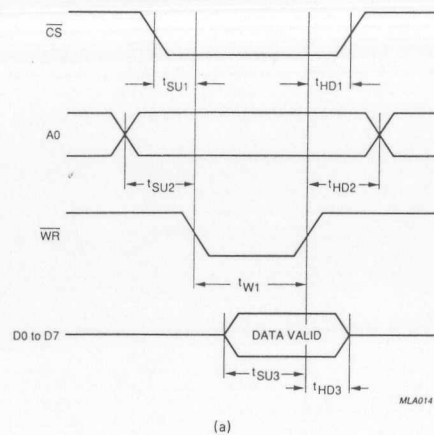 CS
tSU1
tHD1
A0
tSU2
tHD2
WR
tW1
D0 to D7
DATA VALID
tSU3
tHD3
MLA014
(a)